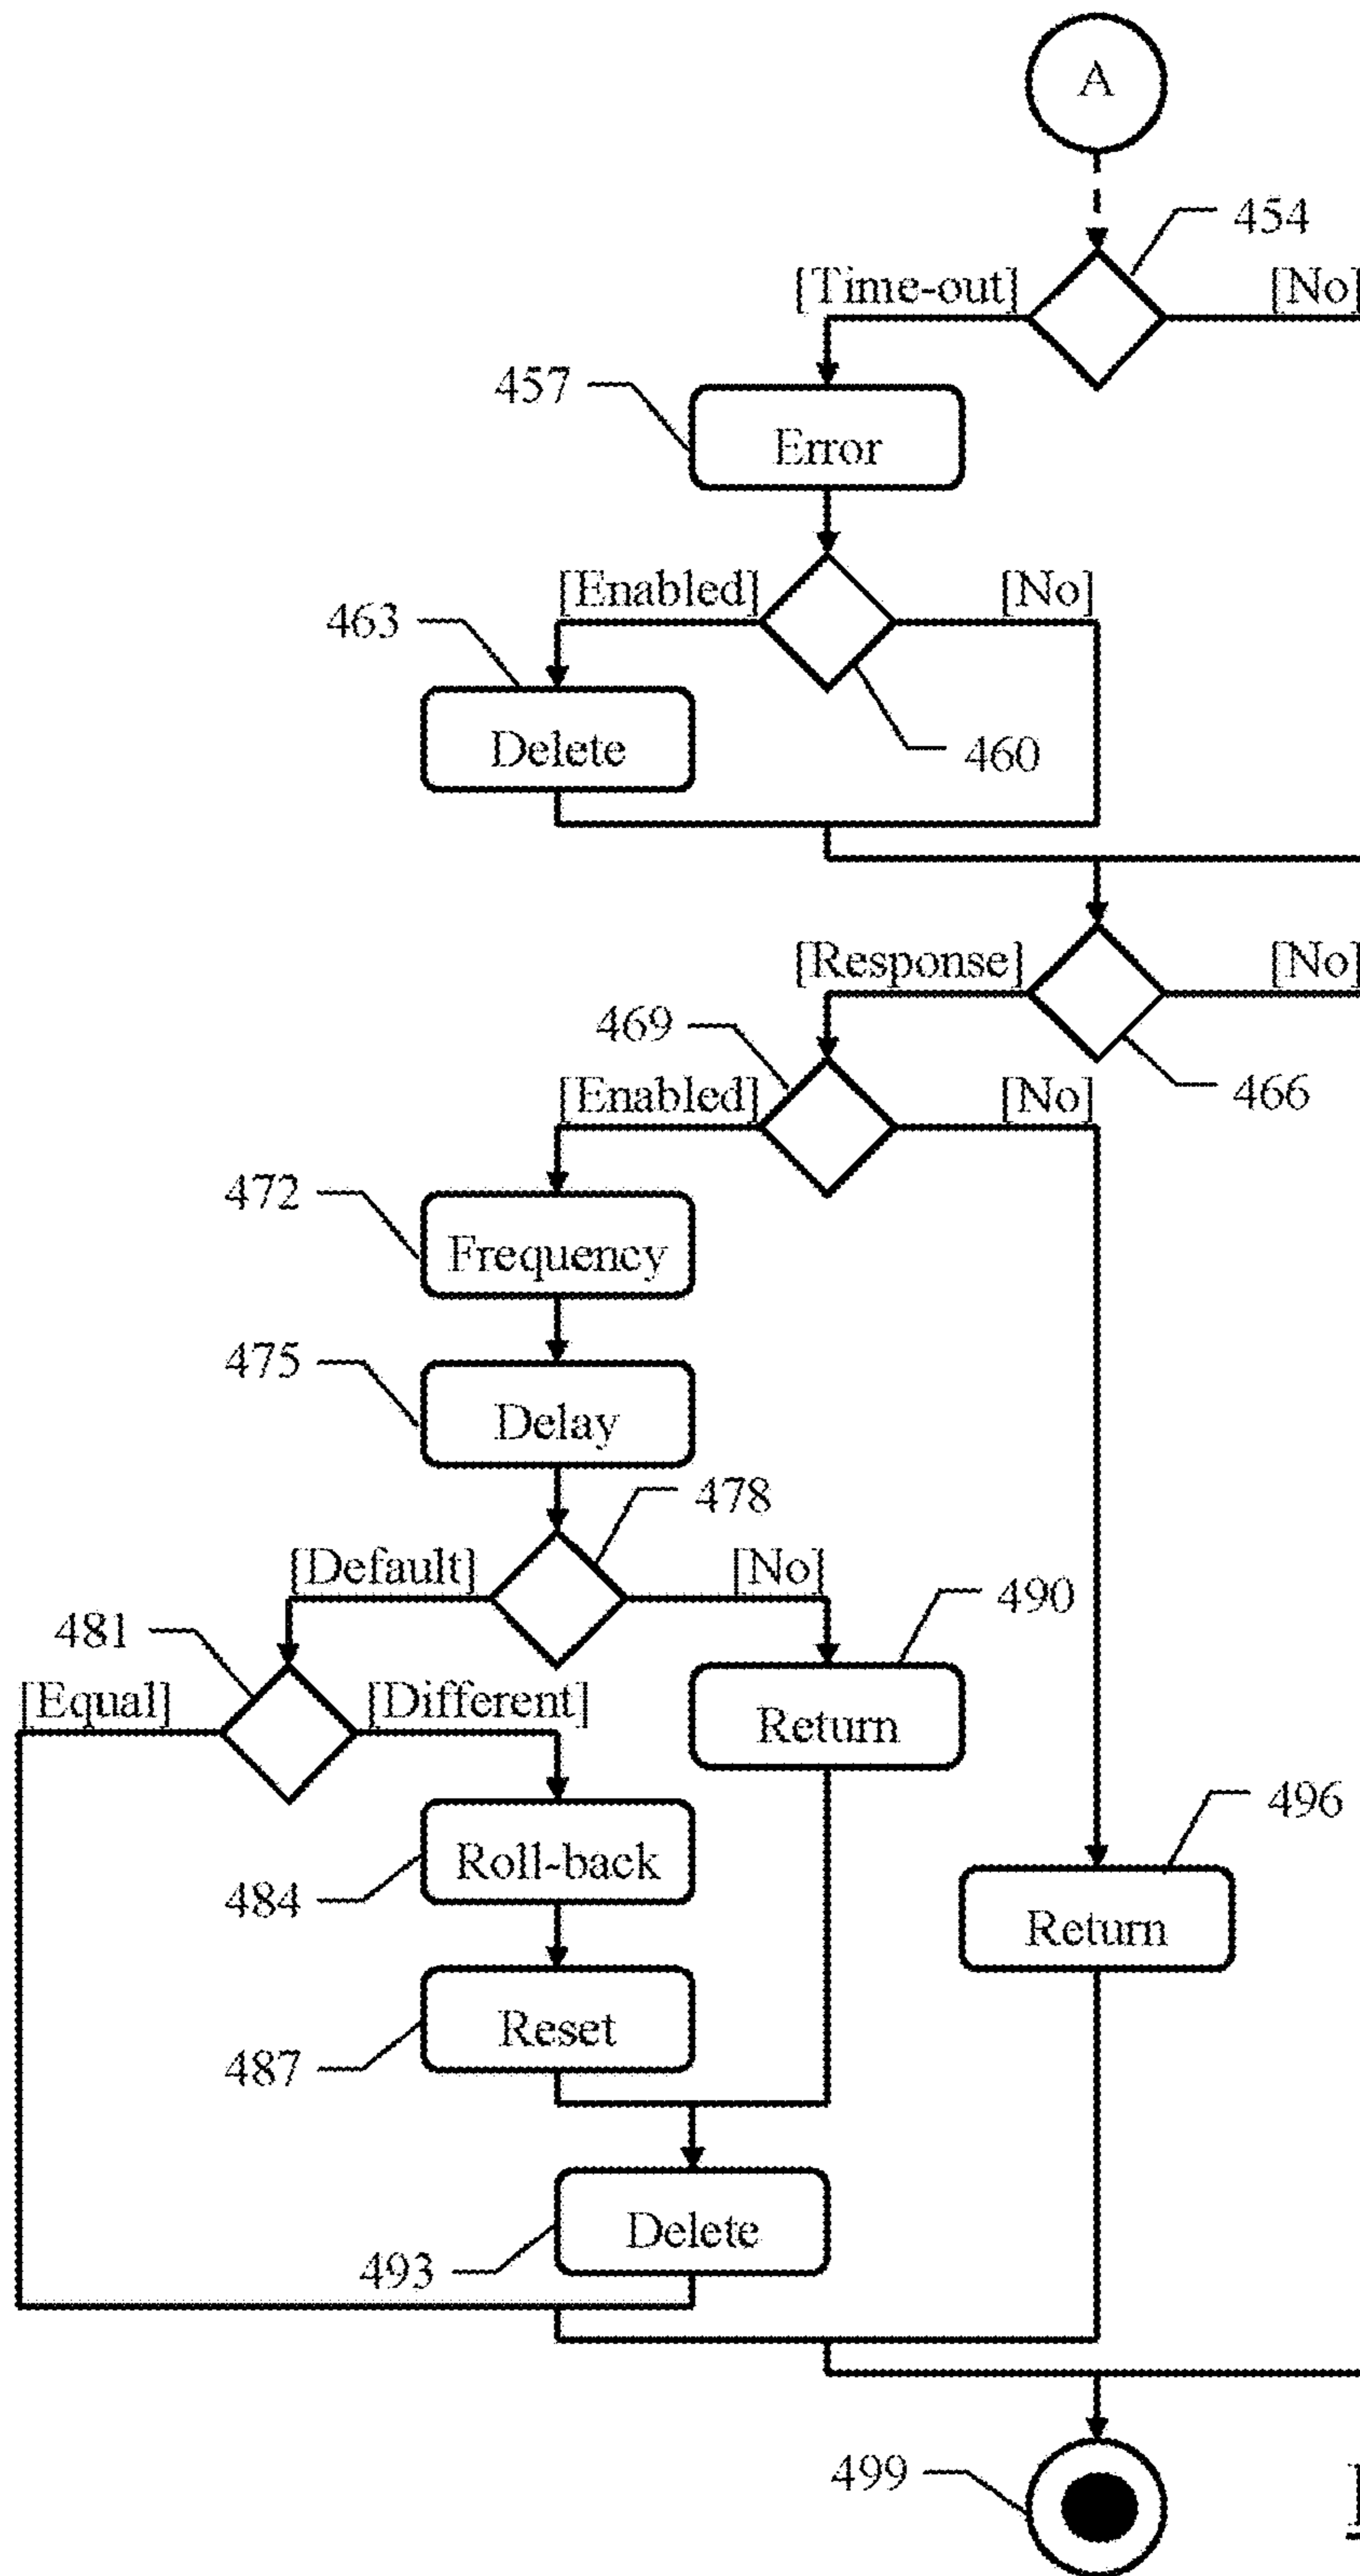 A
454
[Time-out]
[No]
457
Error
[Enabled]
[No]
463
Delete
460
[Response]
[No]
469
466
[Enabled]
[No]
472
Frequency
475
Delay
478
[Default]
[No]
490
481
[Equal]
[Different]
Return
496
Roll-back
484
Return
Reset
487
Delete
493
499